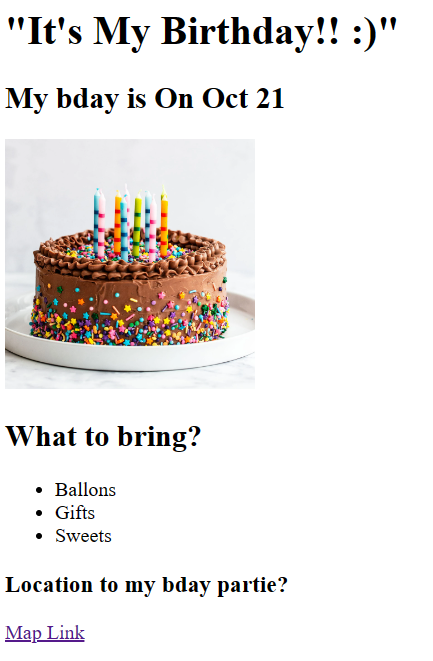 "It's My Birthday!! :)"
My bday is On Oct 21
What to bring?
Ballons
Gifts
Sweets
Location to my bday partie?
Map Link